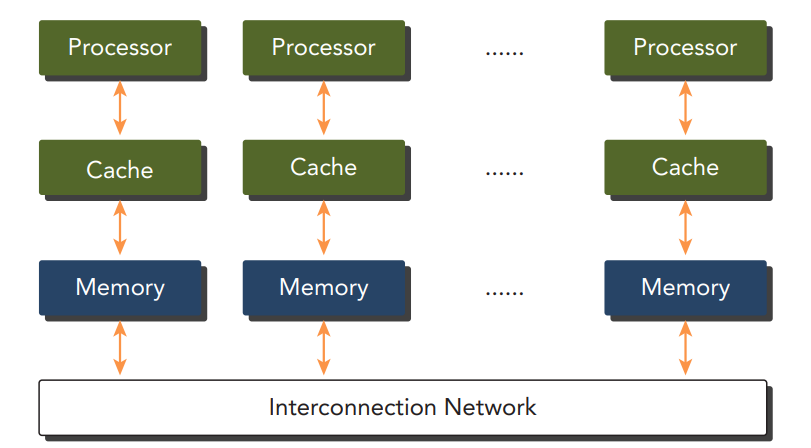 Processor Processor ...... Processor
Cache Cache ...... Cache
Memory Memory ...... Memory
Interconnection Network